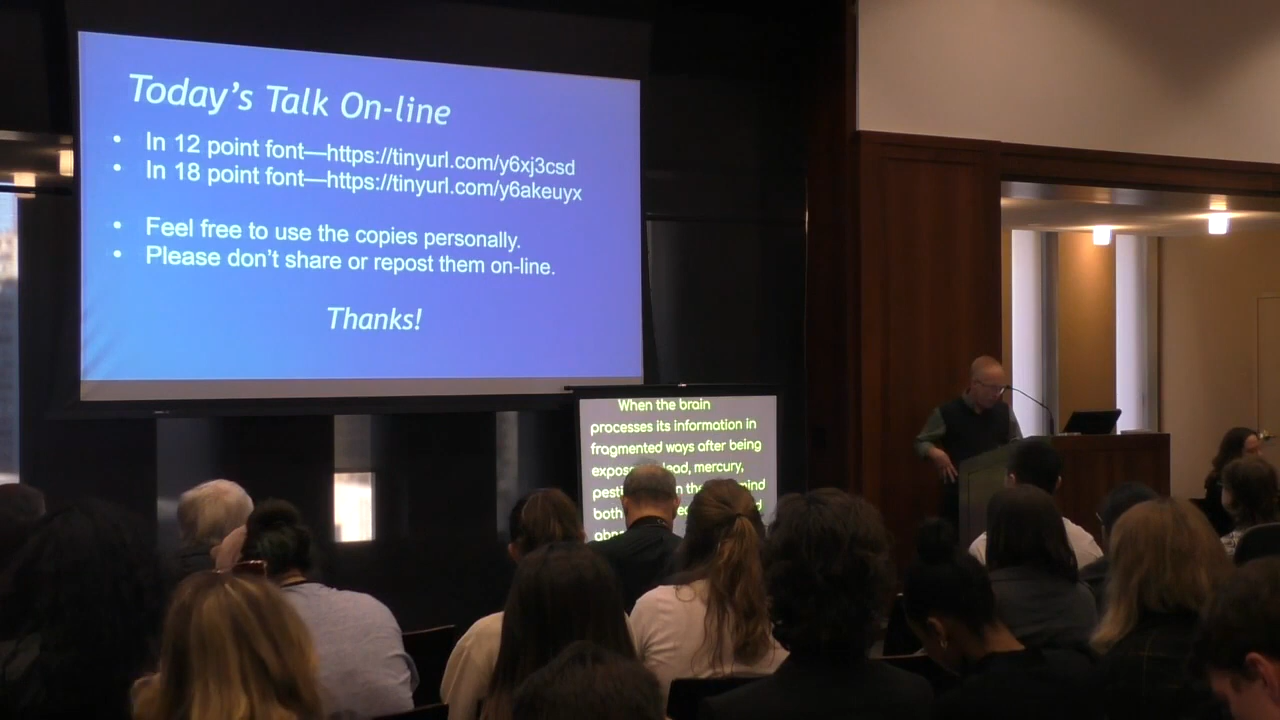 Today's Talk On-line
• In 12 point font—https://tinyurl.com/y6xj3csd
• In 18 point font—https://tinyurl.com/y6akeuyx
• Feel free to use the copies personally.
• Please don't share or repost them on-line.
Thanks!
When the brain
processes its information in
fragmented ways after being
lead, mercury,
both